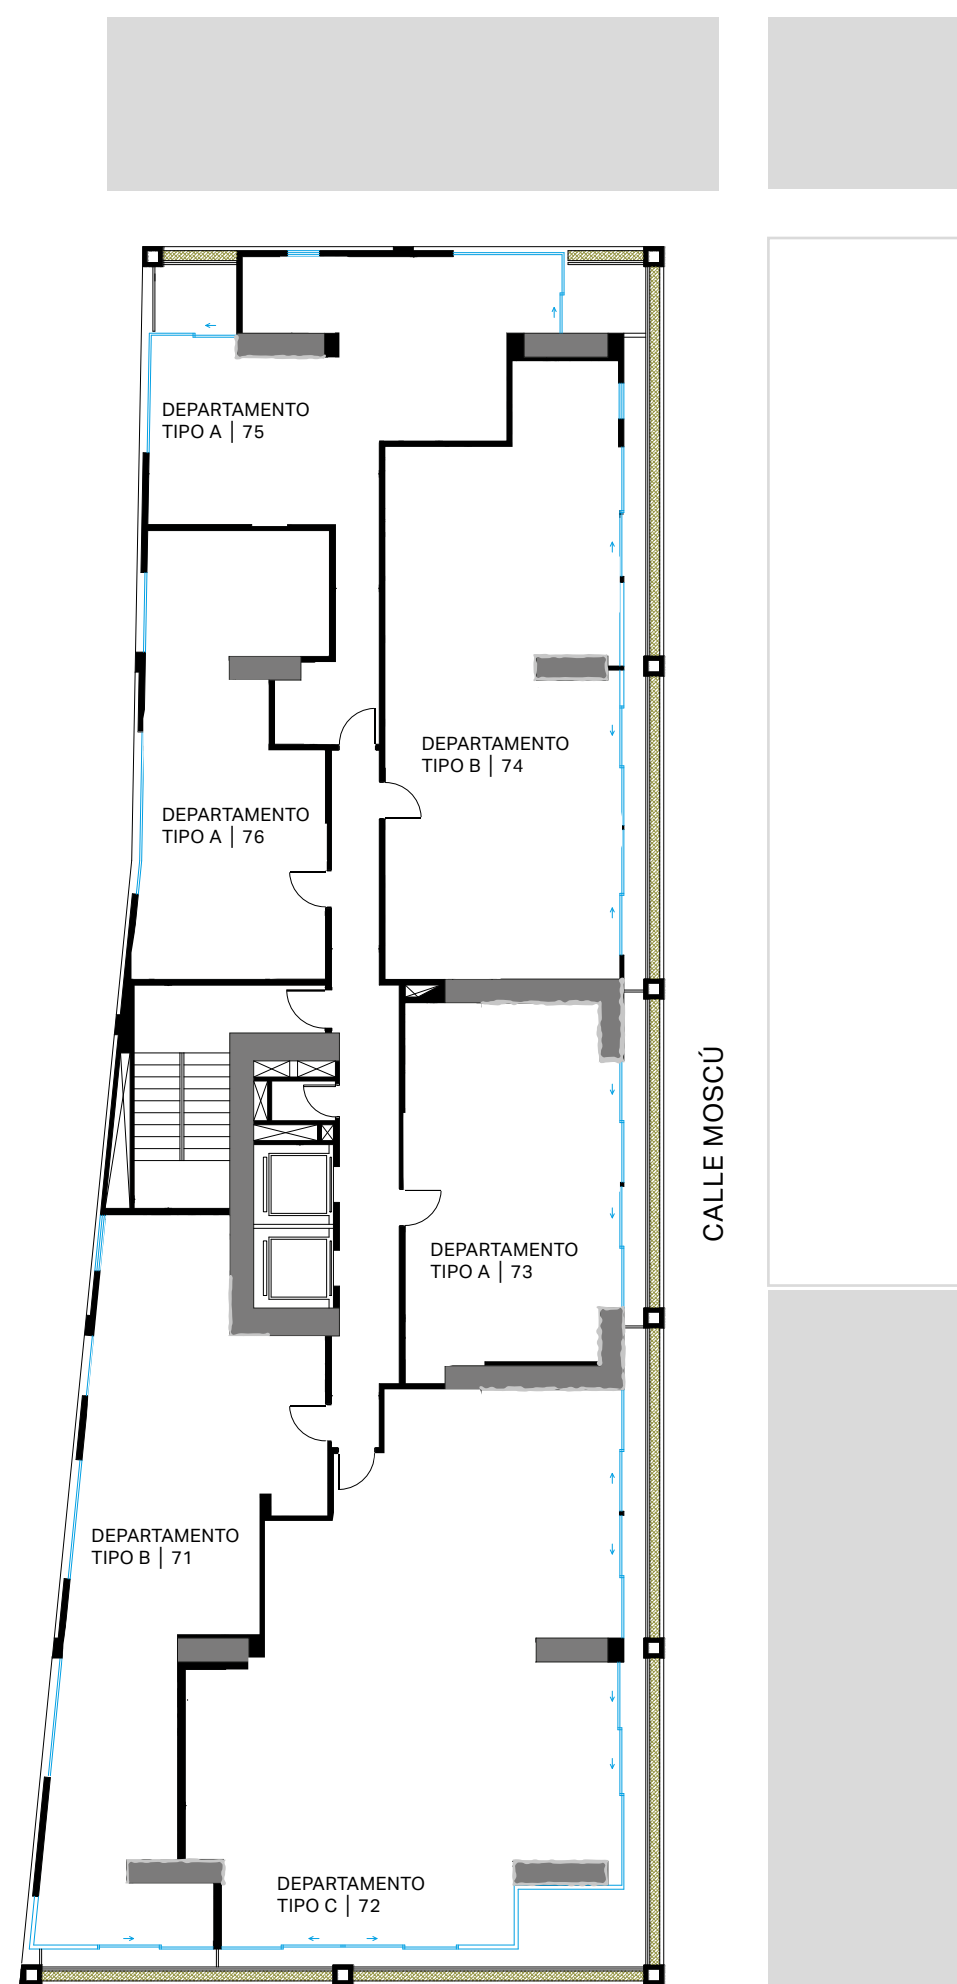 DEPARTAMENTO
TIPO A | 75
DEPARTAMENTO
TIPO B | 74
DEPARTAMENTO
TIPO A | 76
CALLE MOSCÚ
DEPARTAMENTO
TIPO A | 73
DEPARTAMENTO
TIPO B | 71
DEPARTAMENTO
TIPO C | 72